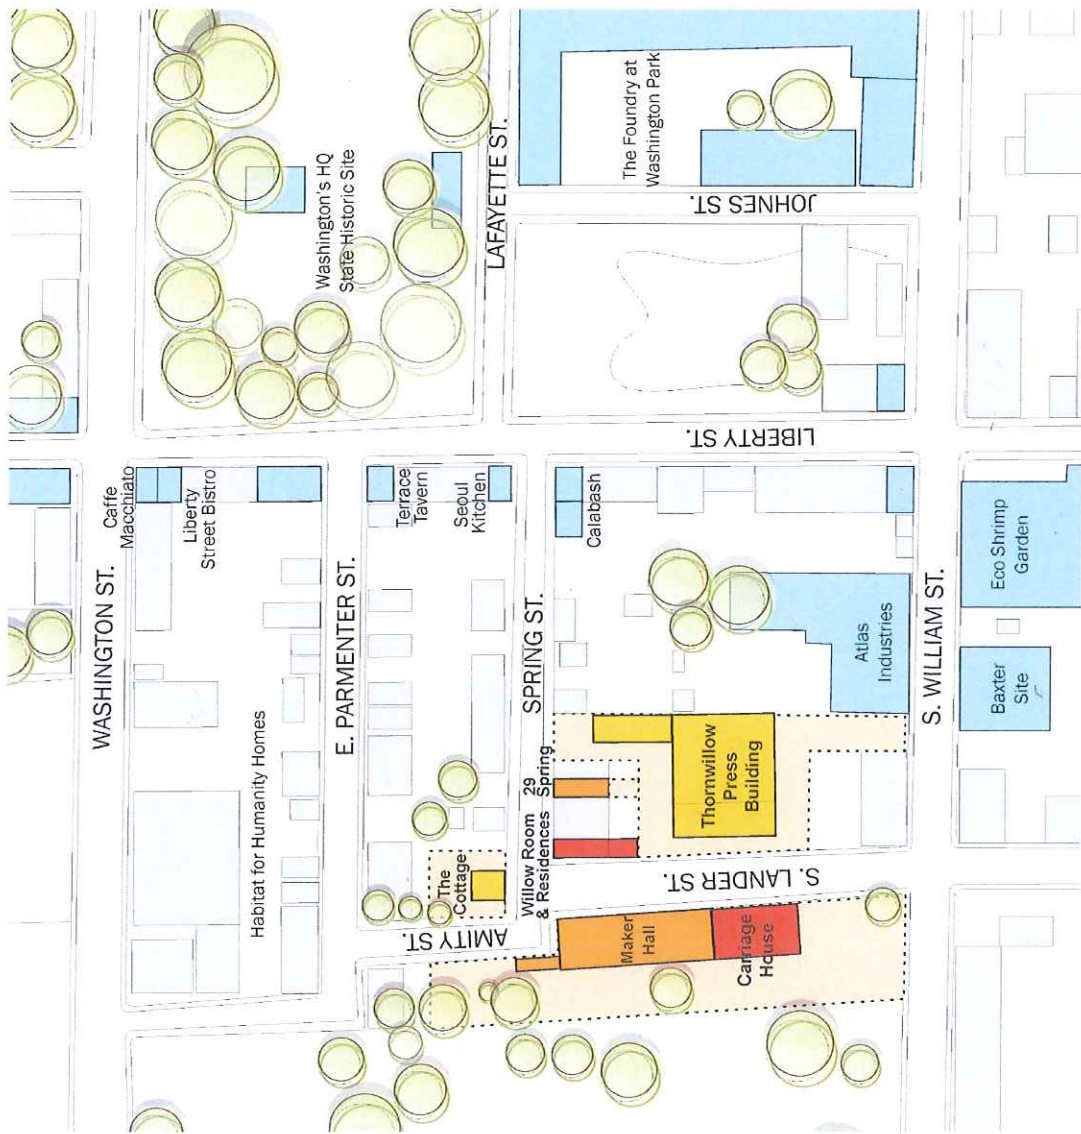 WASHINGTON ST.
Caffe
Macchiato
Liberty
Street Bistro
Habitat for Humanity Homes
E. PARMENTER ST.
Washington's HQ
State Historic Site
Terrace
Tavern
Seoul
Kitchen
The
Cottage
AMITY ST.
LAFAYETTE ST.
SPRING ST.
29
Spring
Willow Room
& Residences
Calabash
The Foundry at
Washington Park
JOHNES ST.
LIBERTY ST.
S. LANDER ST.
Thornwillow
Press
Building
Maker
Hall
Carriage
House
Atlas
Industries
S. WILLIAM ST.
Eco Shrimp
Garden
Baxter
Site